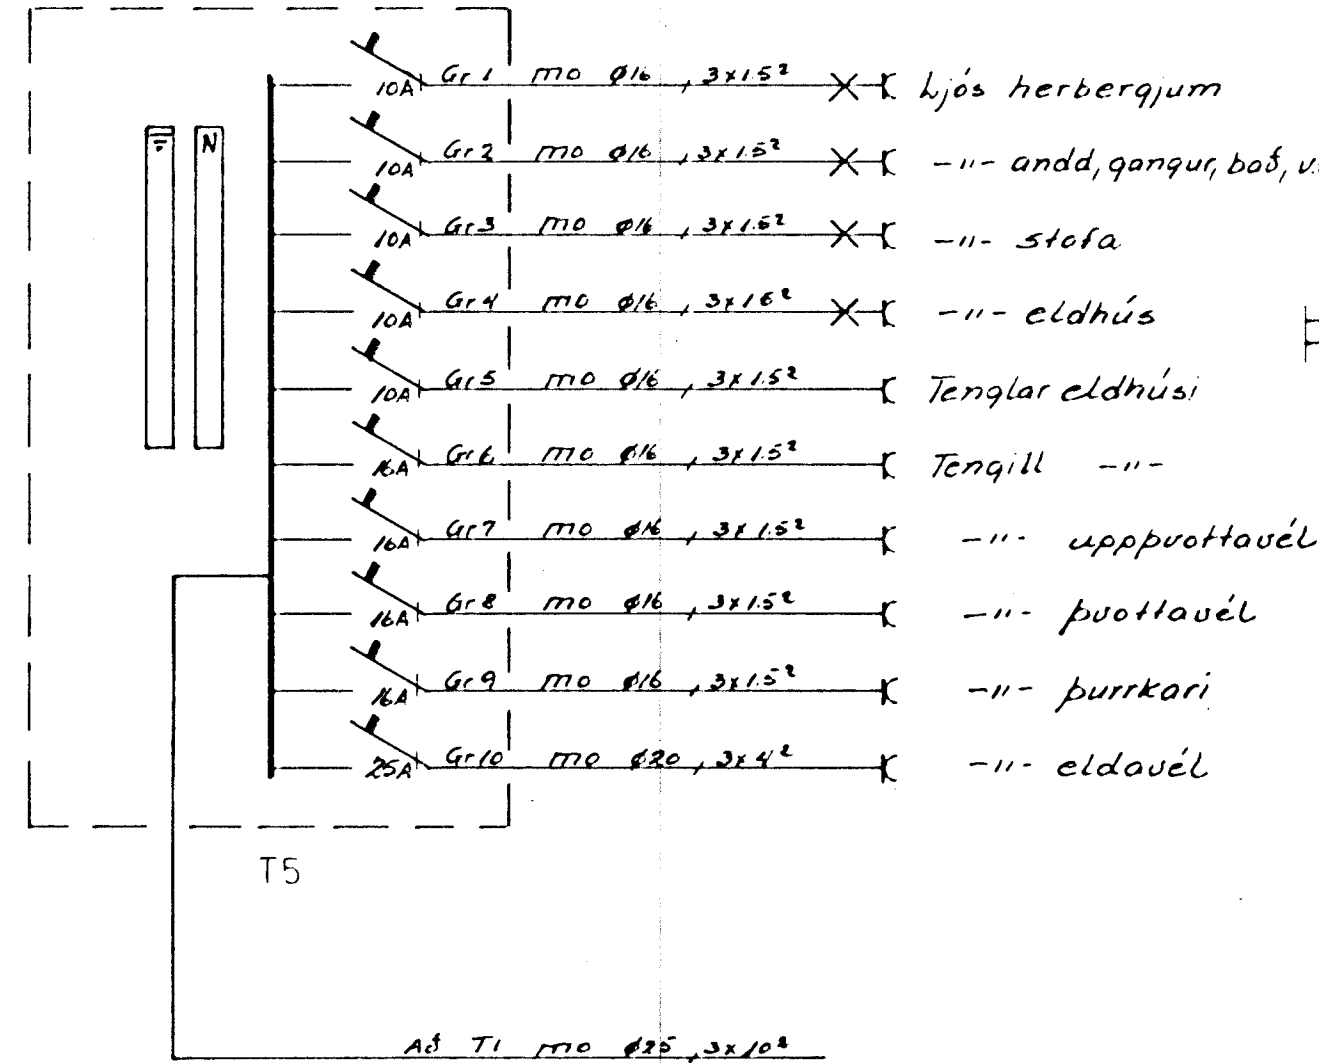 10A Gr 1 mo ø16, 3x1.5² Ljós herbergjum
⏚ N
10A Gr 2 mo ø16, 3x1.5² -"- andd, gangur, bað,
10A Gr 3 mo ø16, 3x1.5² -"- stofa
10A Gr 4 mo ø16, 3x1.5² -"- eldhús
10A Gr 5 mo ø16, 3x1.5² Tenglar eldhúsi
16A Gr 6 mo ø16, 3x1.5² Tengill -"-
16A Gr 7 mo ø16, 3x1.5² -"- uppþvottavél
16A Gr 8 mo ø16, 3x1.5² -"- þvottavél
16A Gr 9 mo ø16, 3x1.5² -"- þurrkari
25A Gr 10 mo ø20, 3x4² -"- eldavél
T5
Að T1 mo ø25, 3x10²